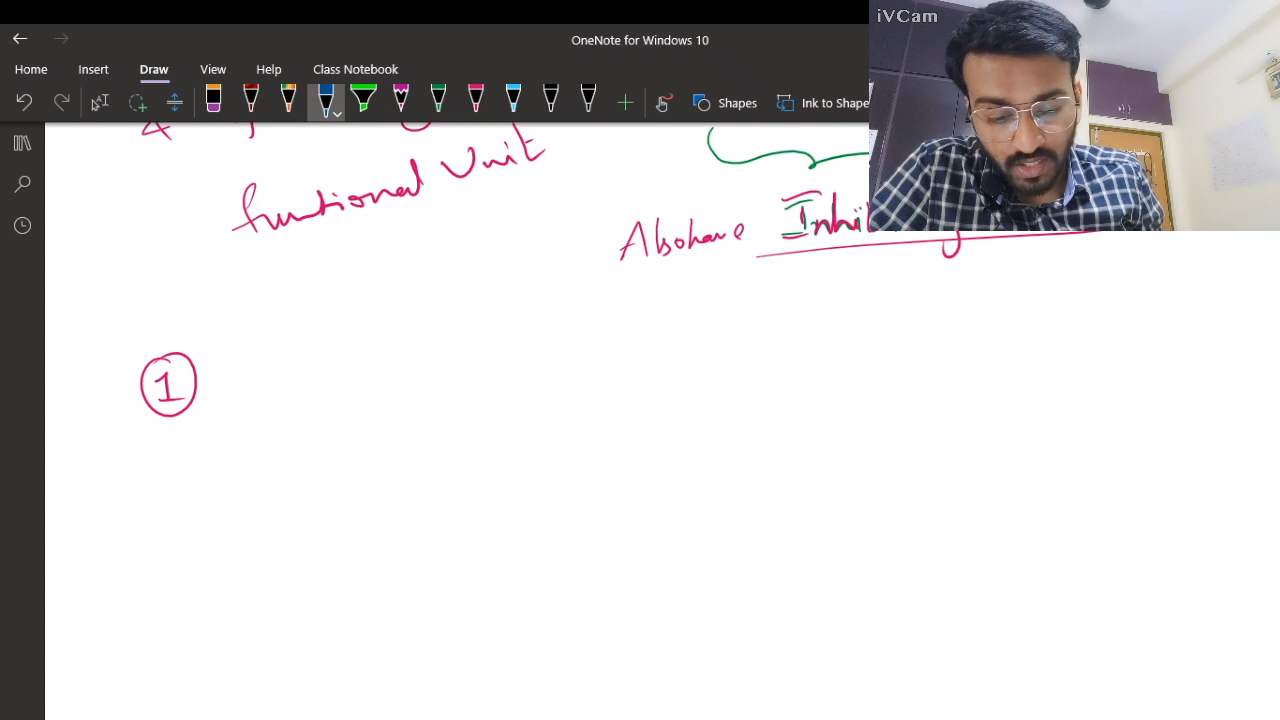 iVCam
OneNote for Windows 10
Home Insert Draw View Help Class Notebook
Shapes Ink to Shape
functional Unit
1